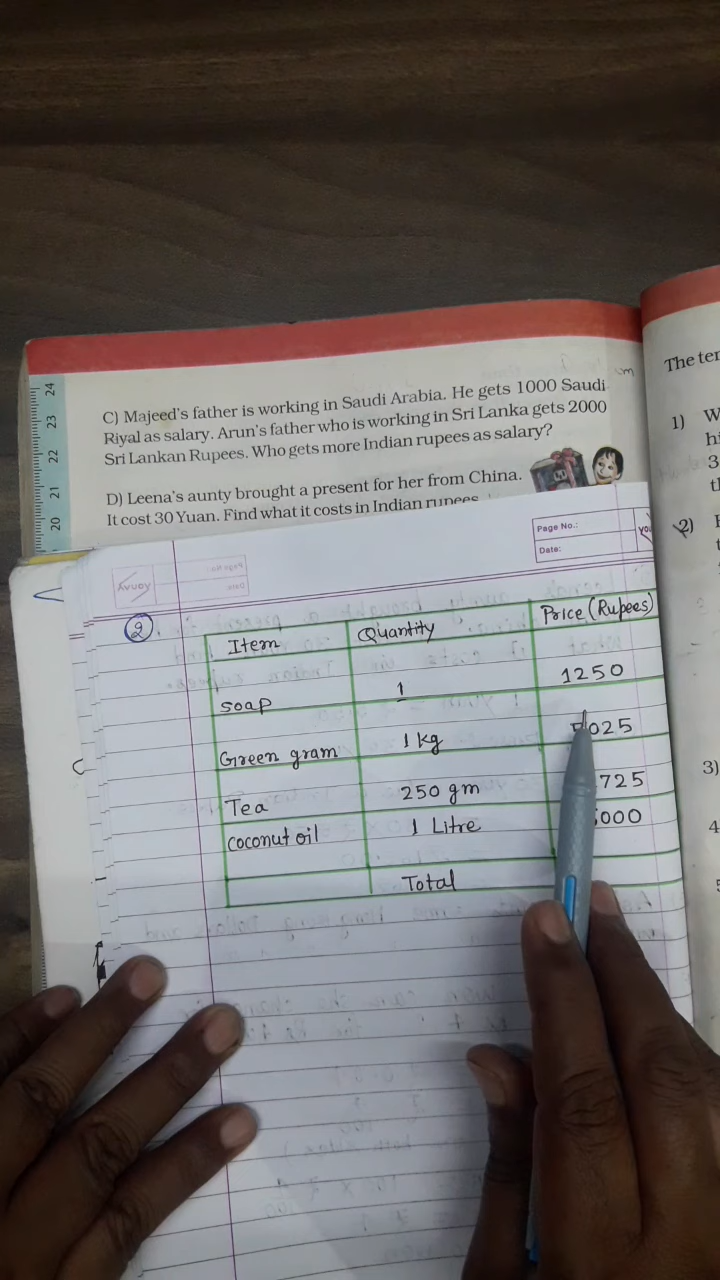 24
23
22
21
20
C) Majeed's father is working in Saudi Arabia. He gets 1000 Saudi
Riyal as salary. Arun's father who is working in Sri Lanka gets 2000
Sri Lankan Rupees. Who gets more Indian rupees as salary?
D) Leena's aunty brought a present for her from China.
It cost 30 Yuan. Find what it costs in Indian rupees
The ter
1)
2)
3)
4
Page No.:
Date:
2
Item Quantity Price (Rupees)
soap 1 1250
Green gram 1 kg 025
Tea 250 gm 725
coconut oil 1 Litre 000
Total